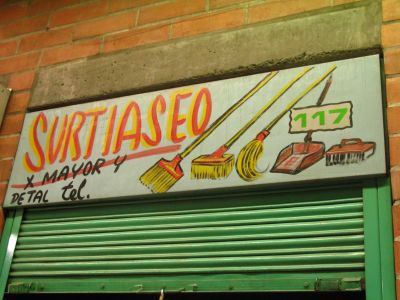 SURTIASEO
X MAYOR Y
DETAL tel.
117